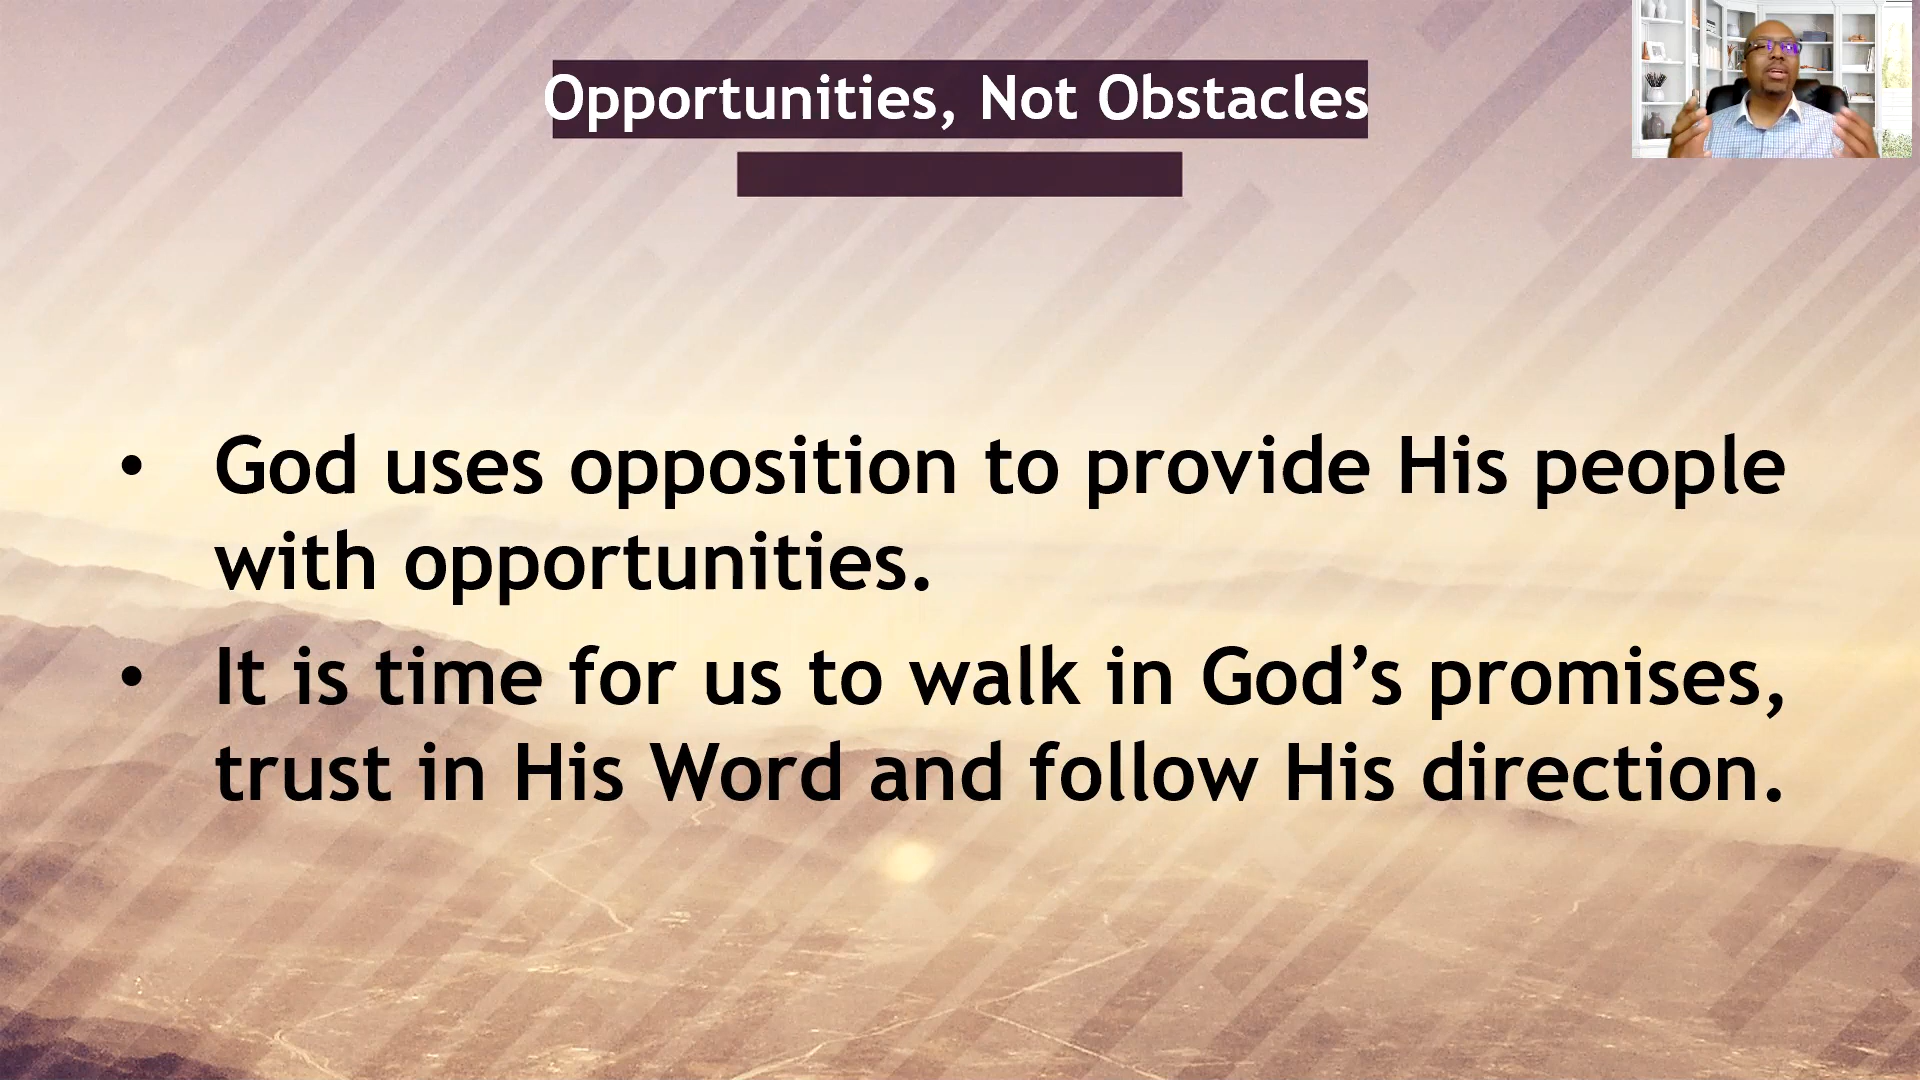 Opportunities, Not Obstacles
• God uses opposition to provide His people
with opportunities.
• It is time for us to walk in God’s promises,
trust in His Word and follow His direction.